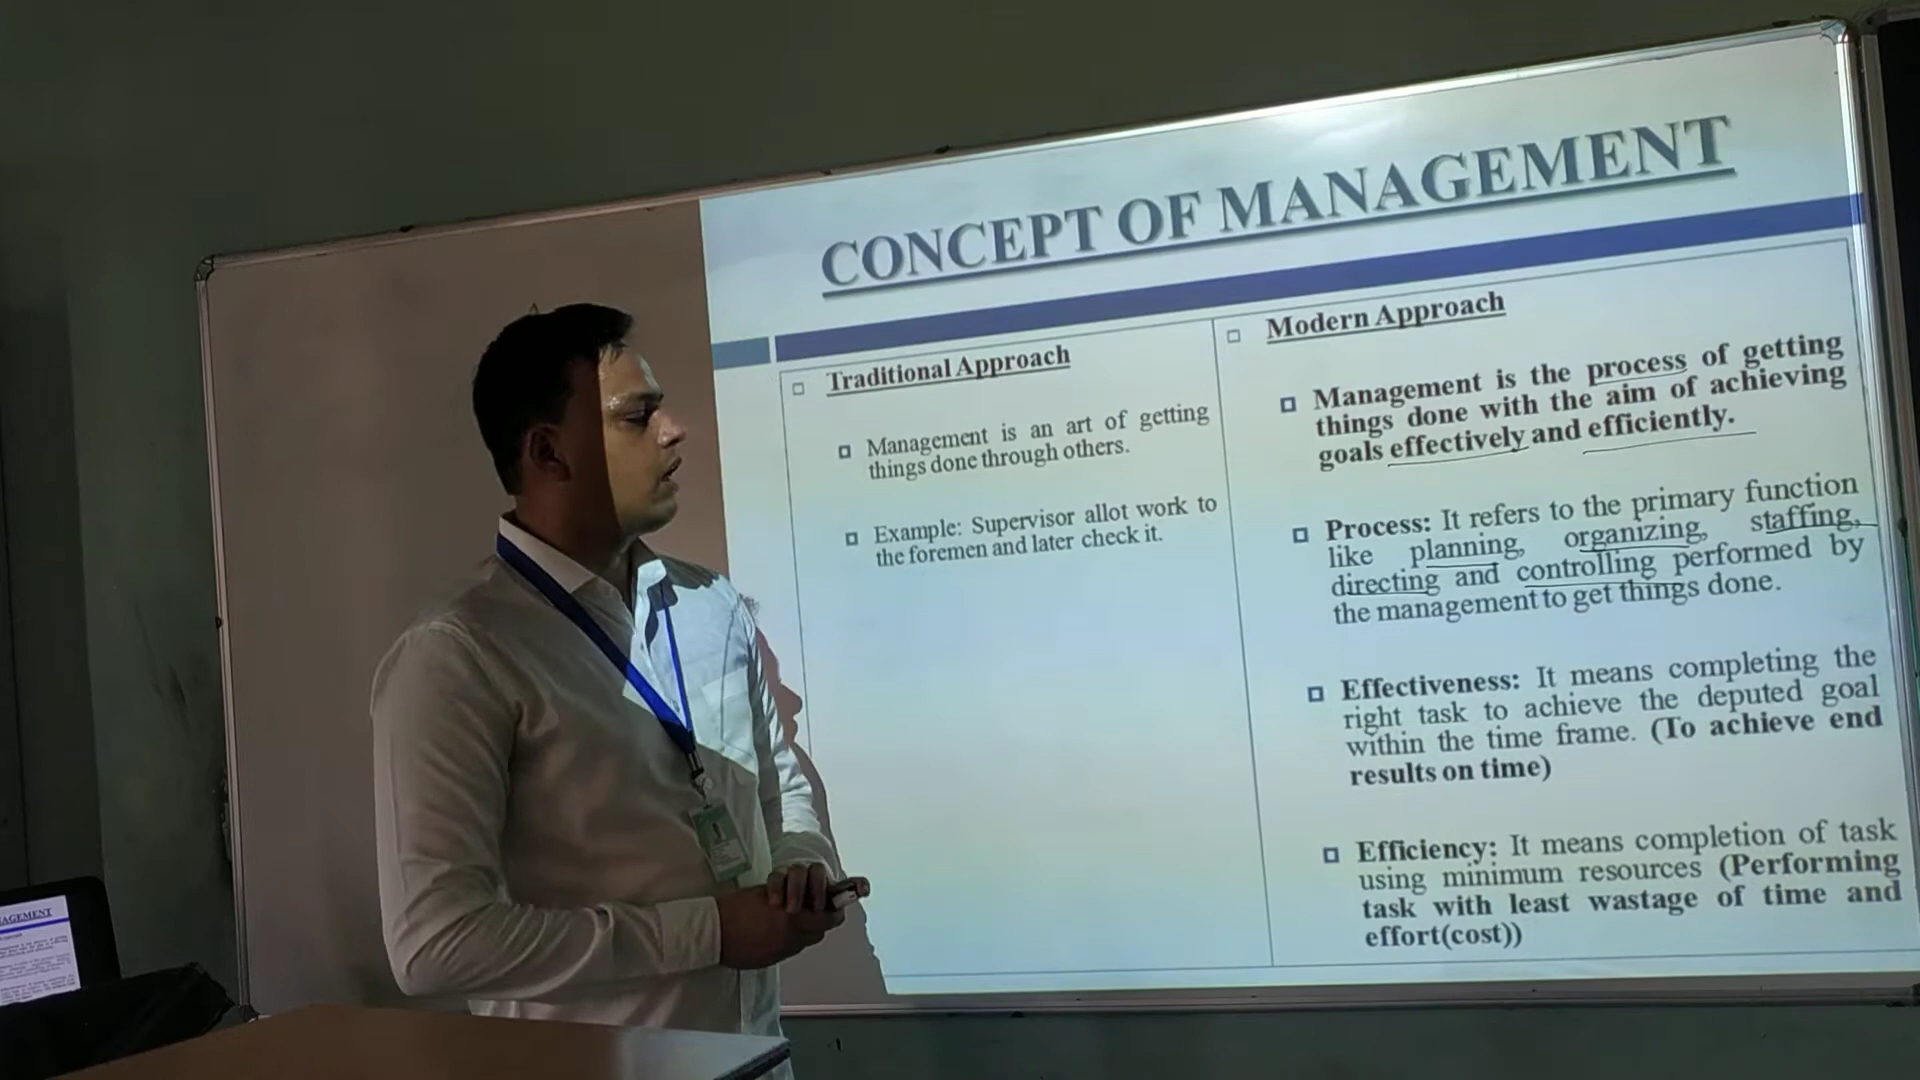 CONCEPT OF MANAGEMENT
Traditional Approach
Management is an art of getting
things done through others.
Example: Supervisor allot work to
the foremen and later check it.
Modern Approach
Management is the process of getting
things done with the aim of achieving
goals effectively and efficiently.
Process: It refers to the primary function
like planning, organizing, staffing,
directing and controlling performed by
the management to get things done.
Effectiveness: It means completing the
right task to achieve the deputed goal
within the time frame. (To achieve end
results on time)
Efficiency: It means completion of task
using minimum resources (Performing
task with least wastage of time and
effort(cost))
AGEMENT